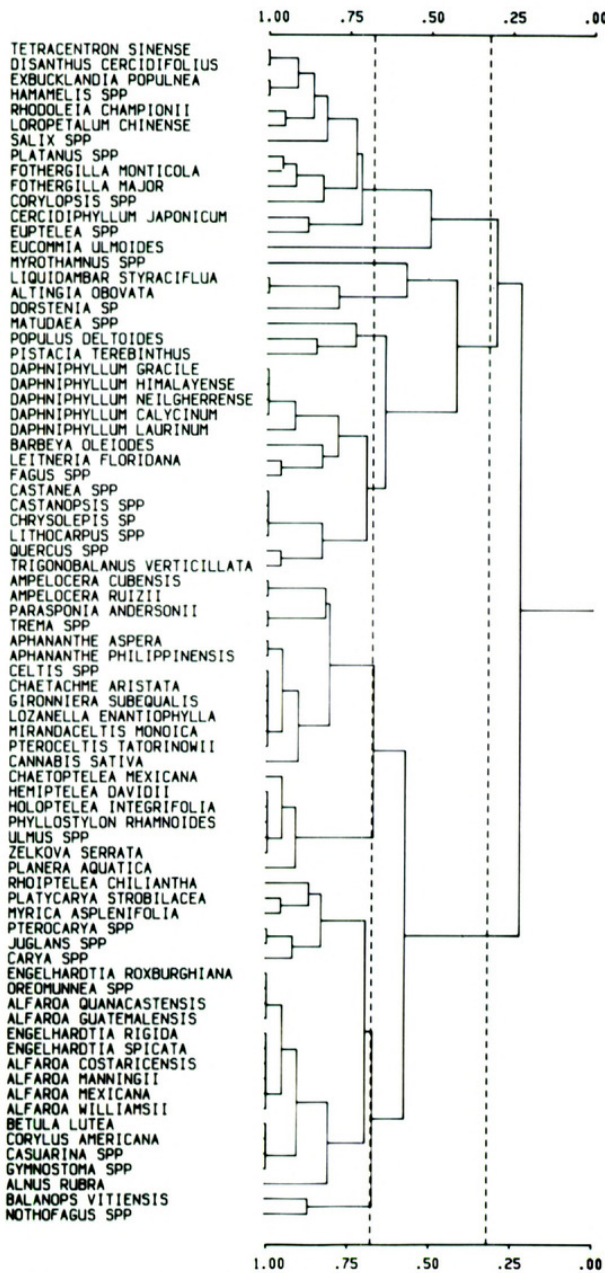 1.00 .75 .50 .25 .00
TETRACENTRON SINENSE
DISANTHUS CERCIDIFOLIUS
EXBUCKLANDIA POPULNEA
HAMAMELIS SPP
RHODOLEIA CHAMPIONII
LOROPETALUM CHINENSE
SALIX SPP
PLATANUS SPP
FOTHERGILLA MONTICOLA
FOTHERGILLA MAJOR
CORYLOPSIS SPP
CERCIDIPHYLLUM JAPONICUM
EUPTELEA SPP
EUCOMMIA ULMOIDES
MYROTHAMNUS SPP
LIQUIDAMBAR STYRACIFLUA
ALTINGIA OBOVATA
DORSTENIA SP
MATUDAEA SPP
POPULUS DELTOIDES
PISTACIA TEREBINTHUS
DAPHNIPHYLLUM GRACILE
DAPHNIPHYLLUM HIMALAYENSE
DAPHNIPHYLLUM NEILGHERRENSE
DAPHNIPHYLLUM CALYCINUM
DAPHNIPHYLLUM LAURINUM
BARBEYA OLEIODES
LEITNERIA FLORIDANA
FAGUS SPP
CASTANEA SPP
CASTANOPSIS SPP
CHRYSOLEPIS SP
LITHOCARPUS SPP
QUERCUS SPP
TRIGONOBALANUS VERTICILLATA
AMPELOCERA CUBENSIS
AMPELOCERA RUIZII
PARASPONIA ANDERSONII
TREMA SPP
APHANANTHE ASPERA
APHANANTHE PHILIPPINENSIS
CELTIS SPP
CHAETACHME ARISTATA
GIRONNIERA SUBEQUALIS
LOZANELLA ENANTIOPHYLLA
MIRANDACELTIS MONOICA
PTEROCELTIS TATORINOWII
CANNABIS SATIVA
CHAETOPTELEA MEXICANA
HEMIPTELEA DAVIDII
HOLOPTELEA INTEGRIFOLIA
PHYLLOSTYLON RHAMNOIDES
ULMUS SPP
ZELKOVA SERRATA
PLANERA AQUATICA
RHOIPTELEA CHILIANTHA
PLATYCARYA STROBILACEA
MYRICA ASPLENIFOLIA
PTEROCARYA SPP
JUGLANS SPP
CARYA SPP
ENGELHARDTIA ROXBURGHIANA
OREOMUNNEA SPP
ALFAROA QUANACASTENSIS
ALFAROA GUATEMALENSIS
ENGELHARDTIA RIGIDA
ENGELHARDTIA SPICATA
ALFAROA COSTARICENSIS
ALFAROA MANNINGII
ALFAROA MEXICANA
ALFAROA WILLIAMSII
BETULA LUTEA
CORYLUS AMERICANA
CASUARINA SPP
GYMNOSTOMA SPP
ALNUS RUBRA
BALANOPS VITIENSIS
NOTHOFAGUS SPP
1.00 .75 .50 .25 .00